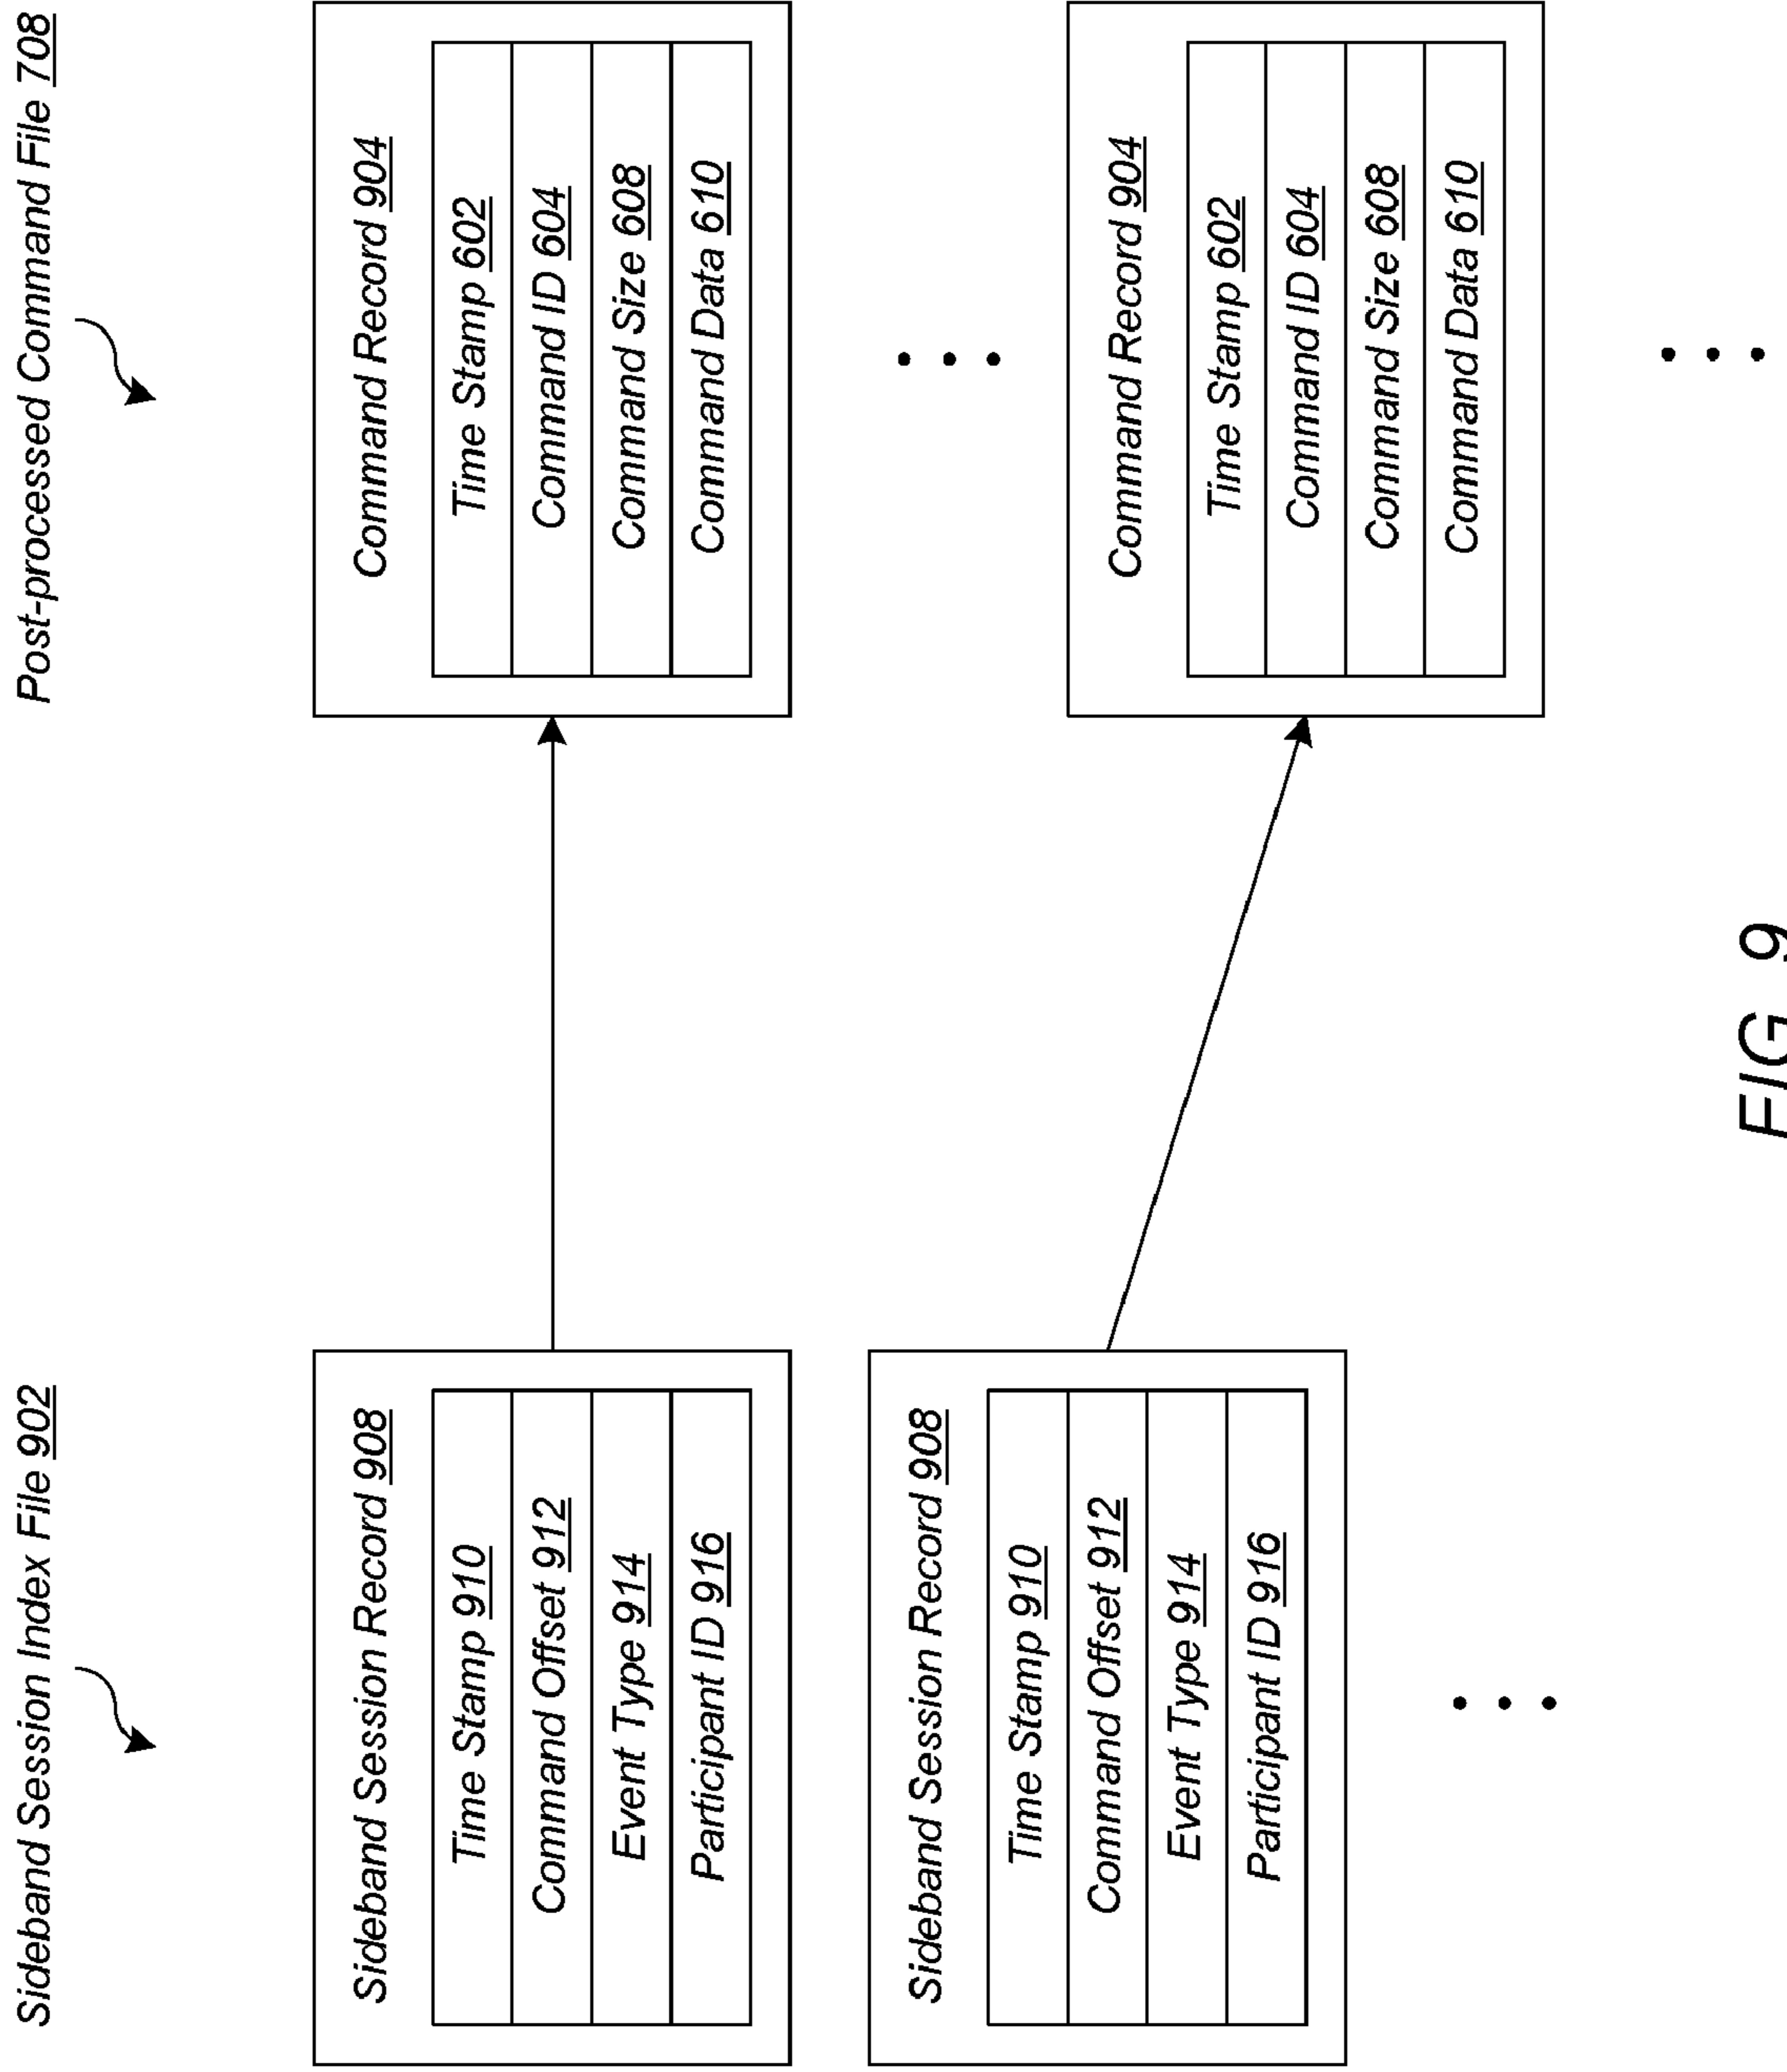 Sideband Session Index File 902
Post-processed Command File 708
Sideband Session Record 908
Time Stamp 910
Command Offset 912
Event Type 914
Participant ID 916
Command Record 904
Time Stamp 602
Command ID 604
Command Size 608
Command Data 610
Sideband Session Record 908
Time Stamp 910
Command Offset 912
Event Type 914
Participant ID 916
Command Record 904
Time Stamp 602
Command ID 604
Command Size 608
Command Data 610
FIG 9